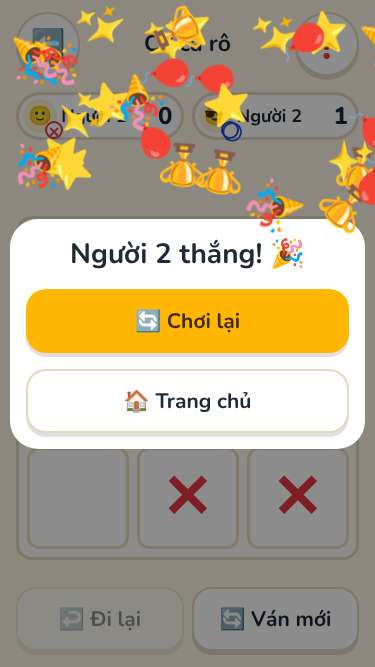 0
Người 2
1
Người 2 thắng!
Chơi lại
Trang chủ
Đi lại
Ván mới